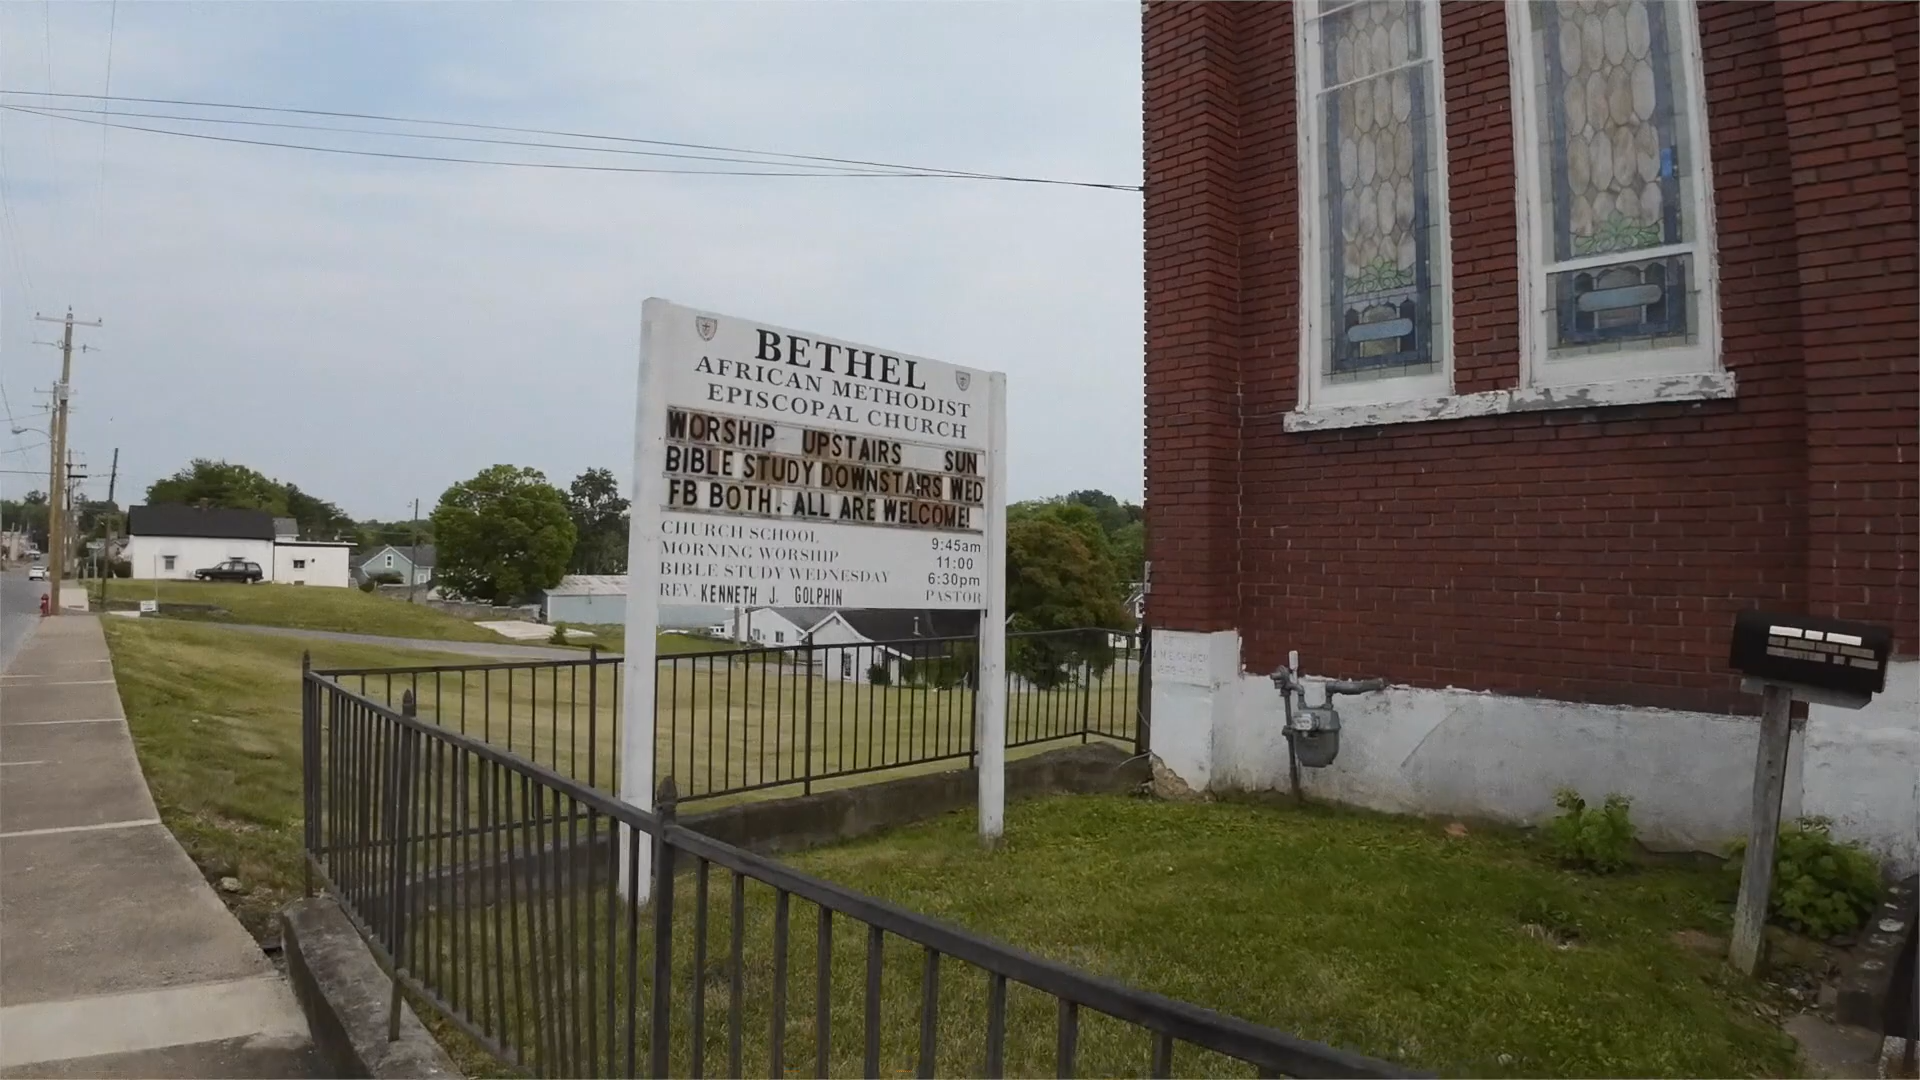 BETHEL
AFRICAN METHODIST
EPISCOPAL CHURCH
WORSHIP UPSTAIRS SUN
BIBLE STUDY DOWNSTAIRS WED
FB BOTH. ALL ARE WELCOME!
CHURCH SCHOOL 9:45am
MORNING WORSHIP 11:00
BIBLE STUDY WEDNESDAY 6:30pm
REV. KENNETH J. GOLPHIN PASTOR
A.M.E. CHURCH